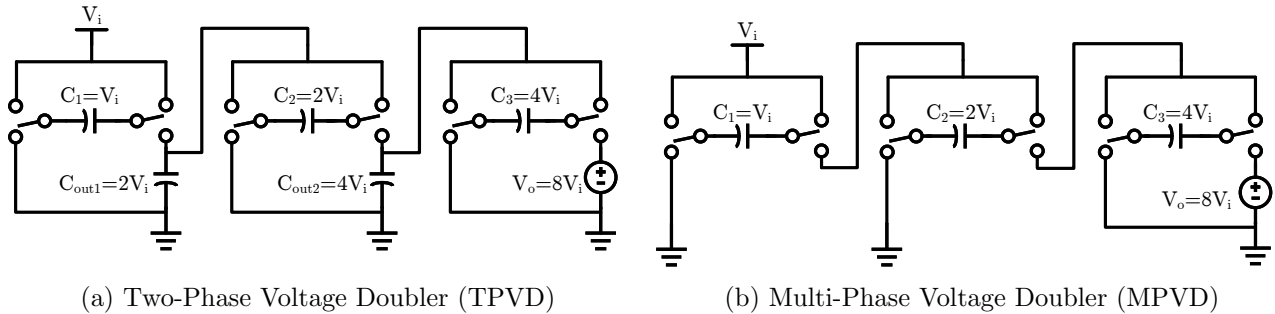 Vᵢ
C₁=Vᵢ
C₂=2Vᵢ
C₃=4Vᵢ
Cₒᵤₜ₁=2Vᵢ
Cₒᵤₜ₂=4Vᵢ
Vₒ=8Vᵢ
(a) Two-Phase Voltage Doubler (TPVD)
Vᵢ
C₁=Vᵢ
C₂=2Vᵢ
C₃=4Vᵢ
Vₒ=8Vᵢ
(b) Multi-Phase Voltage Doubler (MPVD)